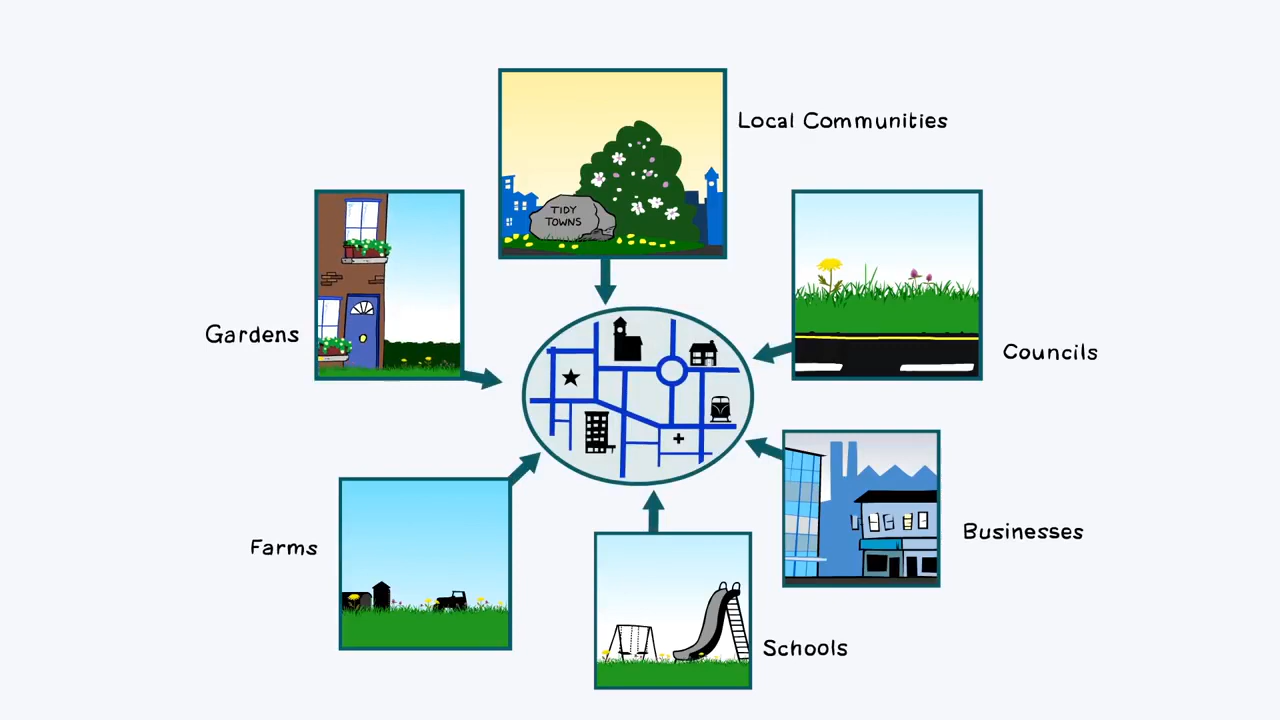 Local Communities
TIDY
TOWNS
Gardens
Councils
Businesses
Farms
Schools